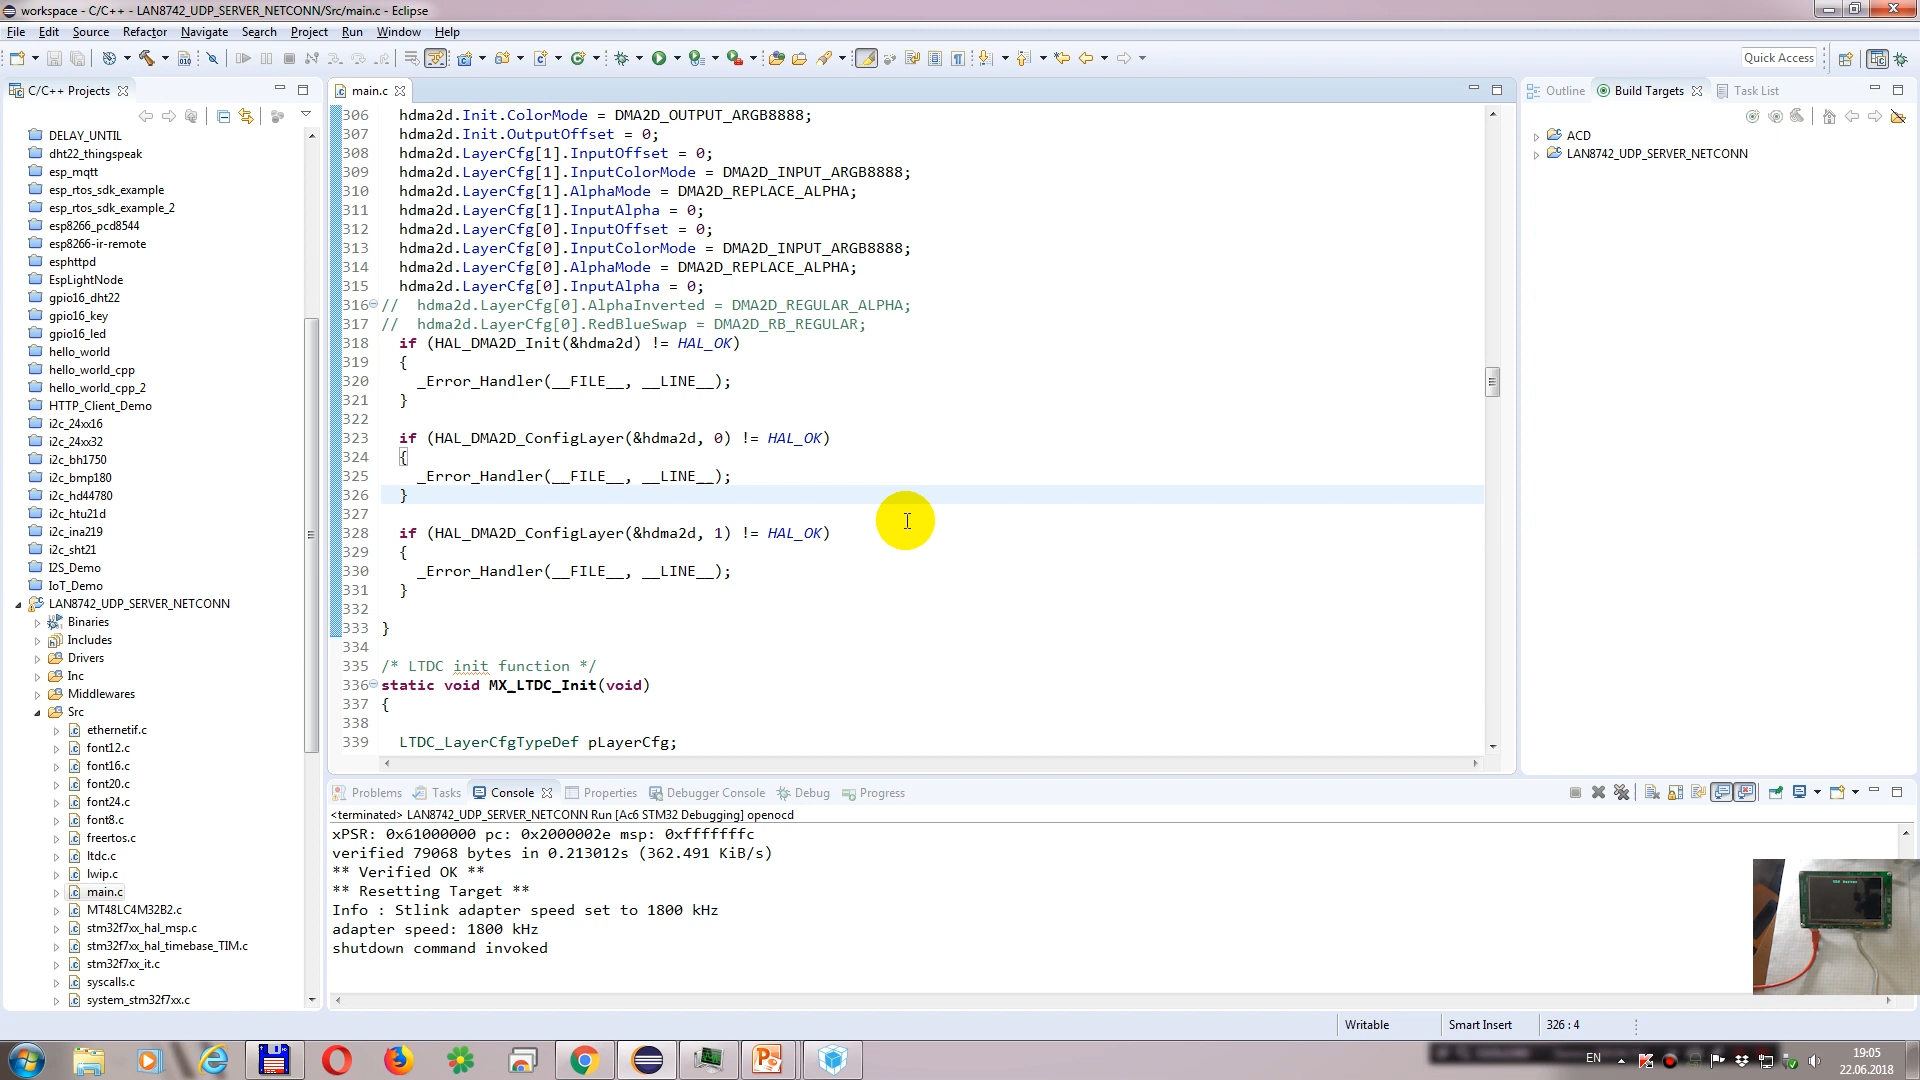 workspace - C/C++ - LAN8742_UDP_SERVER_NETCONN/Src/main.c - Eclipse
File Edit Source Refactor Navigate Search Project Run Window Help
Quick Access
C/C++ Projects
DELAY_UNTIL
dht22_thingspeak
esp_mqtt
esp_rtos_sdk_example
esp_rtos_sdk_example_2
esp8266_pcd8544
esp8266-ir-remote
esphttpd
EspLightNode
gpio16_dht22
gpio16_key
gpio16_led
hello_world
hello_world_cpp
hello_world_cpp_2
HTTP_Client_Demo
i2c_24xx16
i2c_24xx32
i2c_bh1750
i2c_bmp180
i2c_hd44780
i2c_htu21d
i2c_ina219
i2c_sht21
I2S_Demo
IoT_Demo
LAN8742_UDP_SERVER_NETCONN
Binaries
Includes
Drivers
Inc
Middlewares
Src
ethernetif.c
font12.c
font16.c
font20.c
font24.c
font8.c
freertos.c
ltdc.c
lwip.c
main.c
MT48LC4M32B2.c
stm32f7xx_hal_msp.c
stm32f7xx_hal_timebase_TIM.c
stm32f7xx_it.c
syscalls.c
system_stm32f7xx.c
main.c
306 hdma2d.Init.ColorMode = DMA2D_OUTPUT_ARGB8888;
307 hdma2d.Init.OutputOffset = 0;
308 hdma2d.LayerCfg[1].InputOffset = 0;
309 hdma2d.LayerCfg[1].InputColorMode = DMA2D_INPUT_ARGB8888;
310 hdma2d.LayerCfg[1].AlphaMode = DMA2D_REPLACE_ALPHA;
311 hdma2d.LayerCfg[1].InputAlpha = 0;
312 hdma2d.LayerCfg[0].InputOffset = 0;
313 hdma2d.LayerCfg[0].InputColorMode = DMA2D_INPUT_ARGB8888;
314 hdma2d.LayerCfg[0].AlphaMode = DMA2D_REPLACE_ALPHA;
315 hdma2d.LayerCfg[0].InputAlpha = 0;
316 // hdma2d.LayerCfg[0].AlphaInverted = DMA2D_REGULAR_ALPHA;
317 // hdma2d.LayerCfg[0].RedBlueSwap = DMA2D_RB_REGULAR;
318 if (HAL_DMA2D_Init(&hdma2d) != HAL_OK)
319 {
320 _Error_Handler(__FILE__, __LINE__);
321 }
322
323 if (HAL_DMA2D_ConfigLayer(&hdma2d, 0) != HAL_OK)
324 {
325 _Error_Handler(__FILE__, __LINE__);
326 }
327
328 if (HAL_DMA2D_ConfigLayer(&hdma2d, 1) != HAL_OK)
329 {
330 _Error_Handler(__FILE__, __LINE__);
331 }
332
333 }
334
335 /* LTDC init function */
336 static void MX_LTDC_Init(void)
337 {
338
339 LTDC_LayerCfgTypeDef pLayerCfg;
Outline Build Targets Task List
ACD
LAN8742_UDP_SERVER_NETCONN
Problems Tasks Console Properties Debugger Console Debug Progress
<terminated> LAN8742_UDP_SERVER_NETCONN Run [Ac6 STM32 Debugging] openocd
xPSR: 0x61000000 pc: 0x2000002e msp: 0xfffffffc
verified 79068 bytes in 0.213012s (362.491 KiB/s)
** Verified OK **
** Resetting Target **
Info : Stlink adapter speed set to 1800 kHz
adapter speed: 1800 kHz
shutdown command invoked
Writable Smart Insert 326 : 4
EN
19:05
22.06.2018